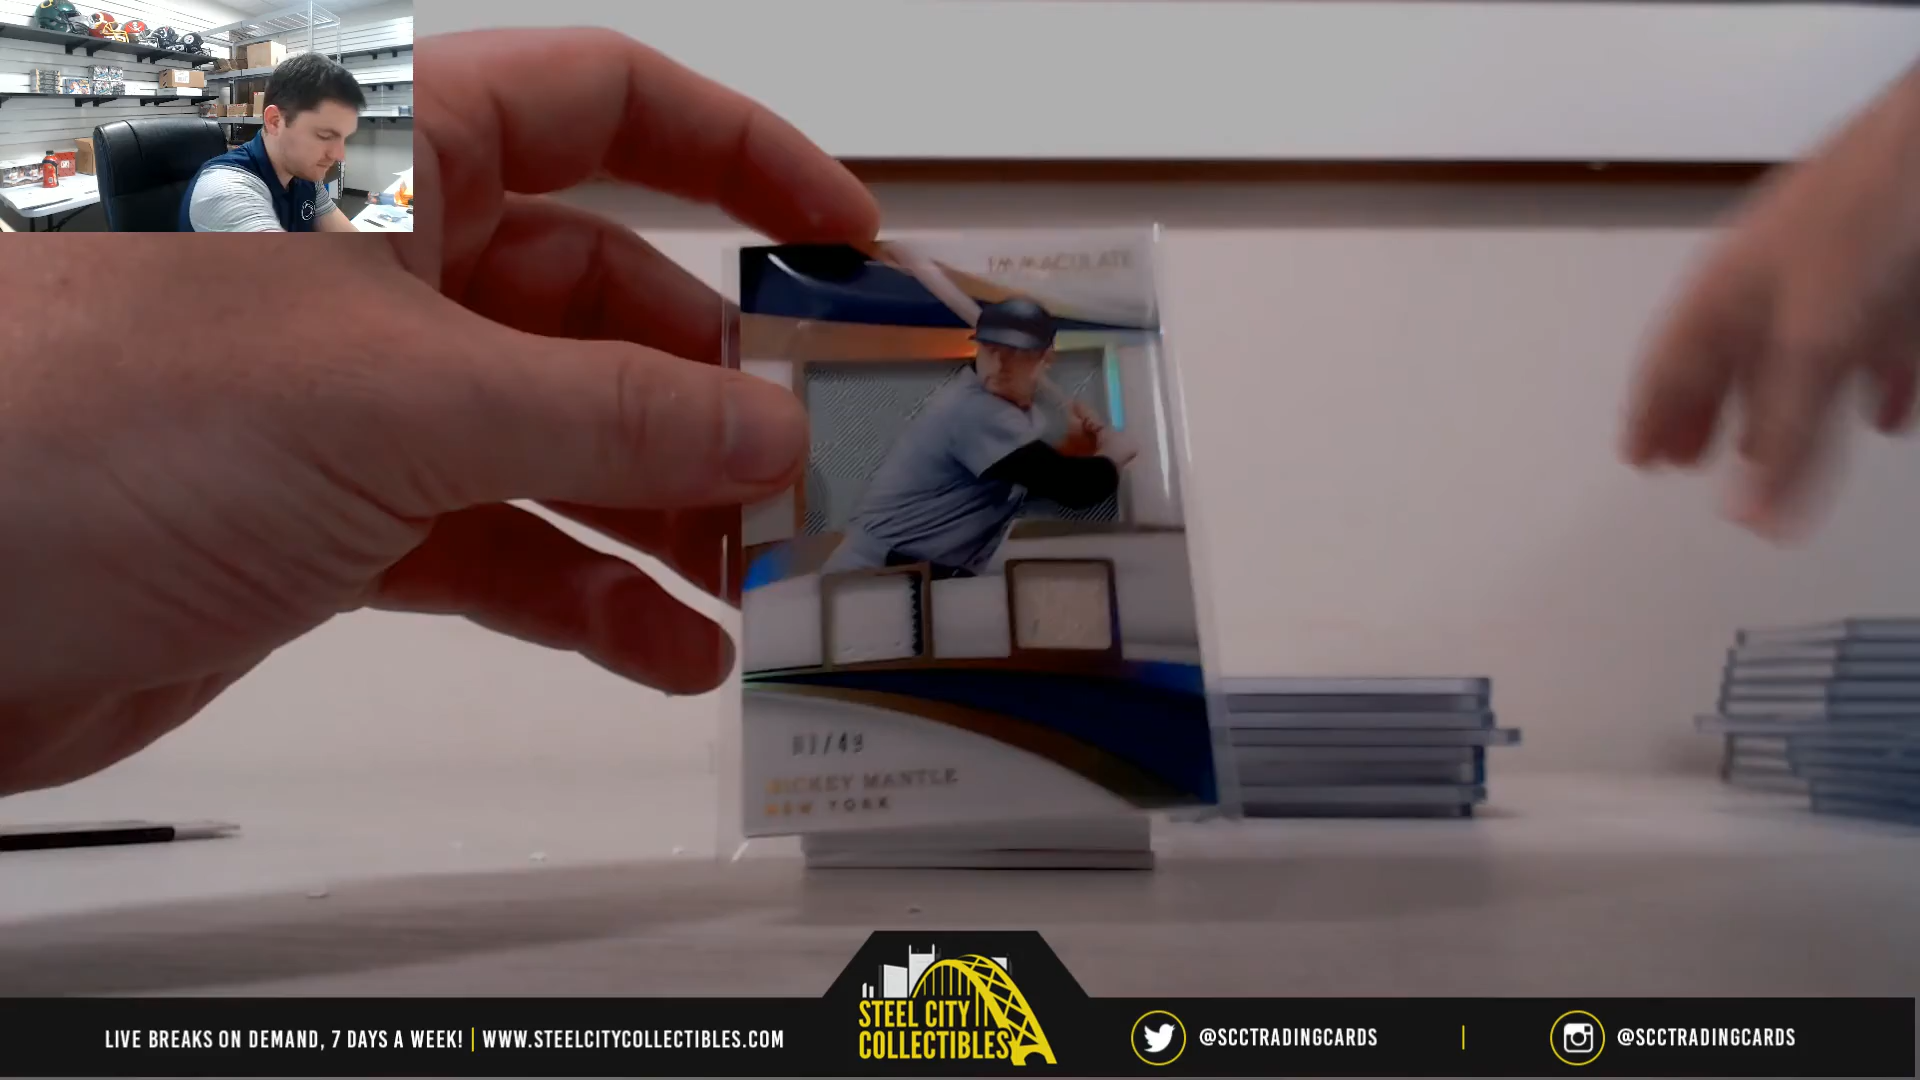 IMMACULATE
MICKEY MANTLE
NEW YORK
STEEL CITY
COLLECTIBLES
LIVE BREAKS ON DEMAND, 7 DAYS A WEEK! | WWW.STEELCITYCOLLECTIBLES.COM
@SCCTRADINGCARDS | @SCCTRADINGCARDS